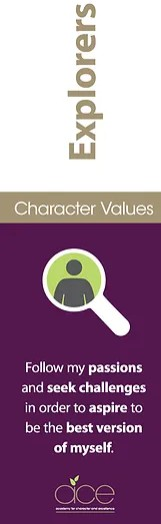 Explorers
Character Values
Follow my passions
and seek challenges
in order to aspire to
be the best version
of myself.
ace
academy for character and excellence